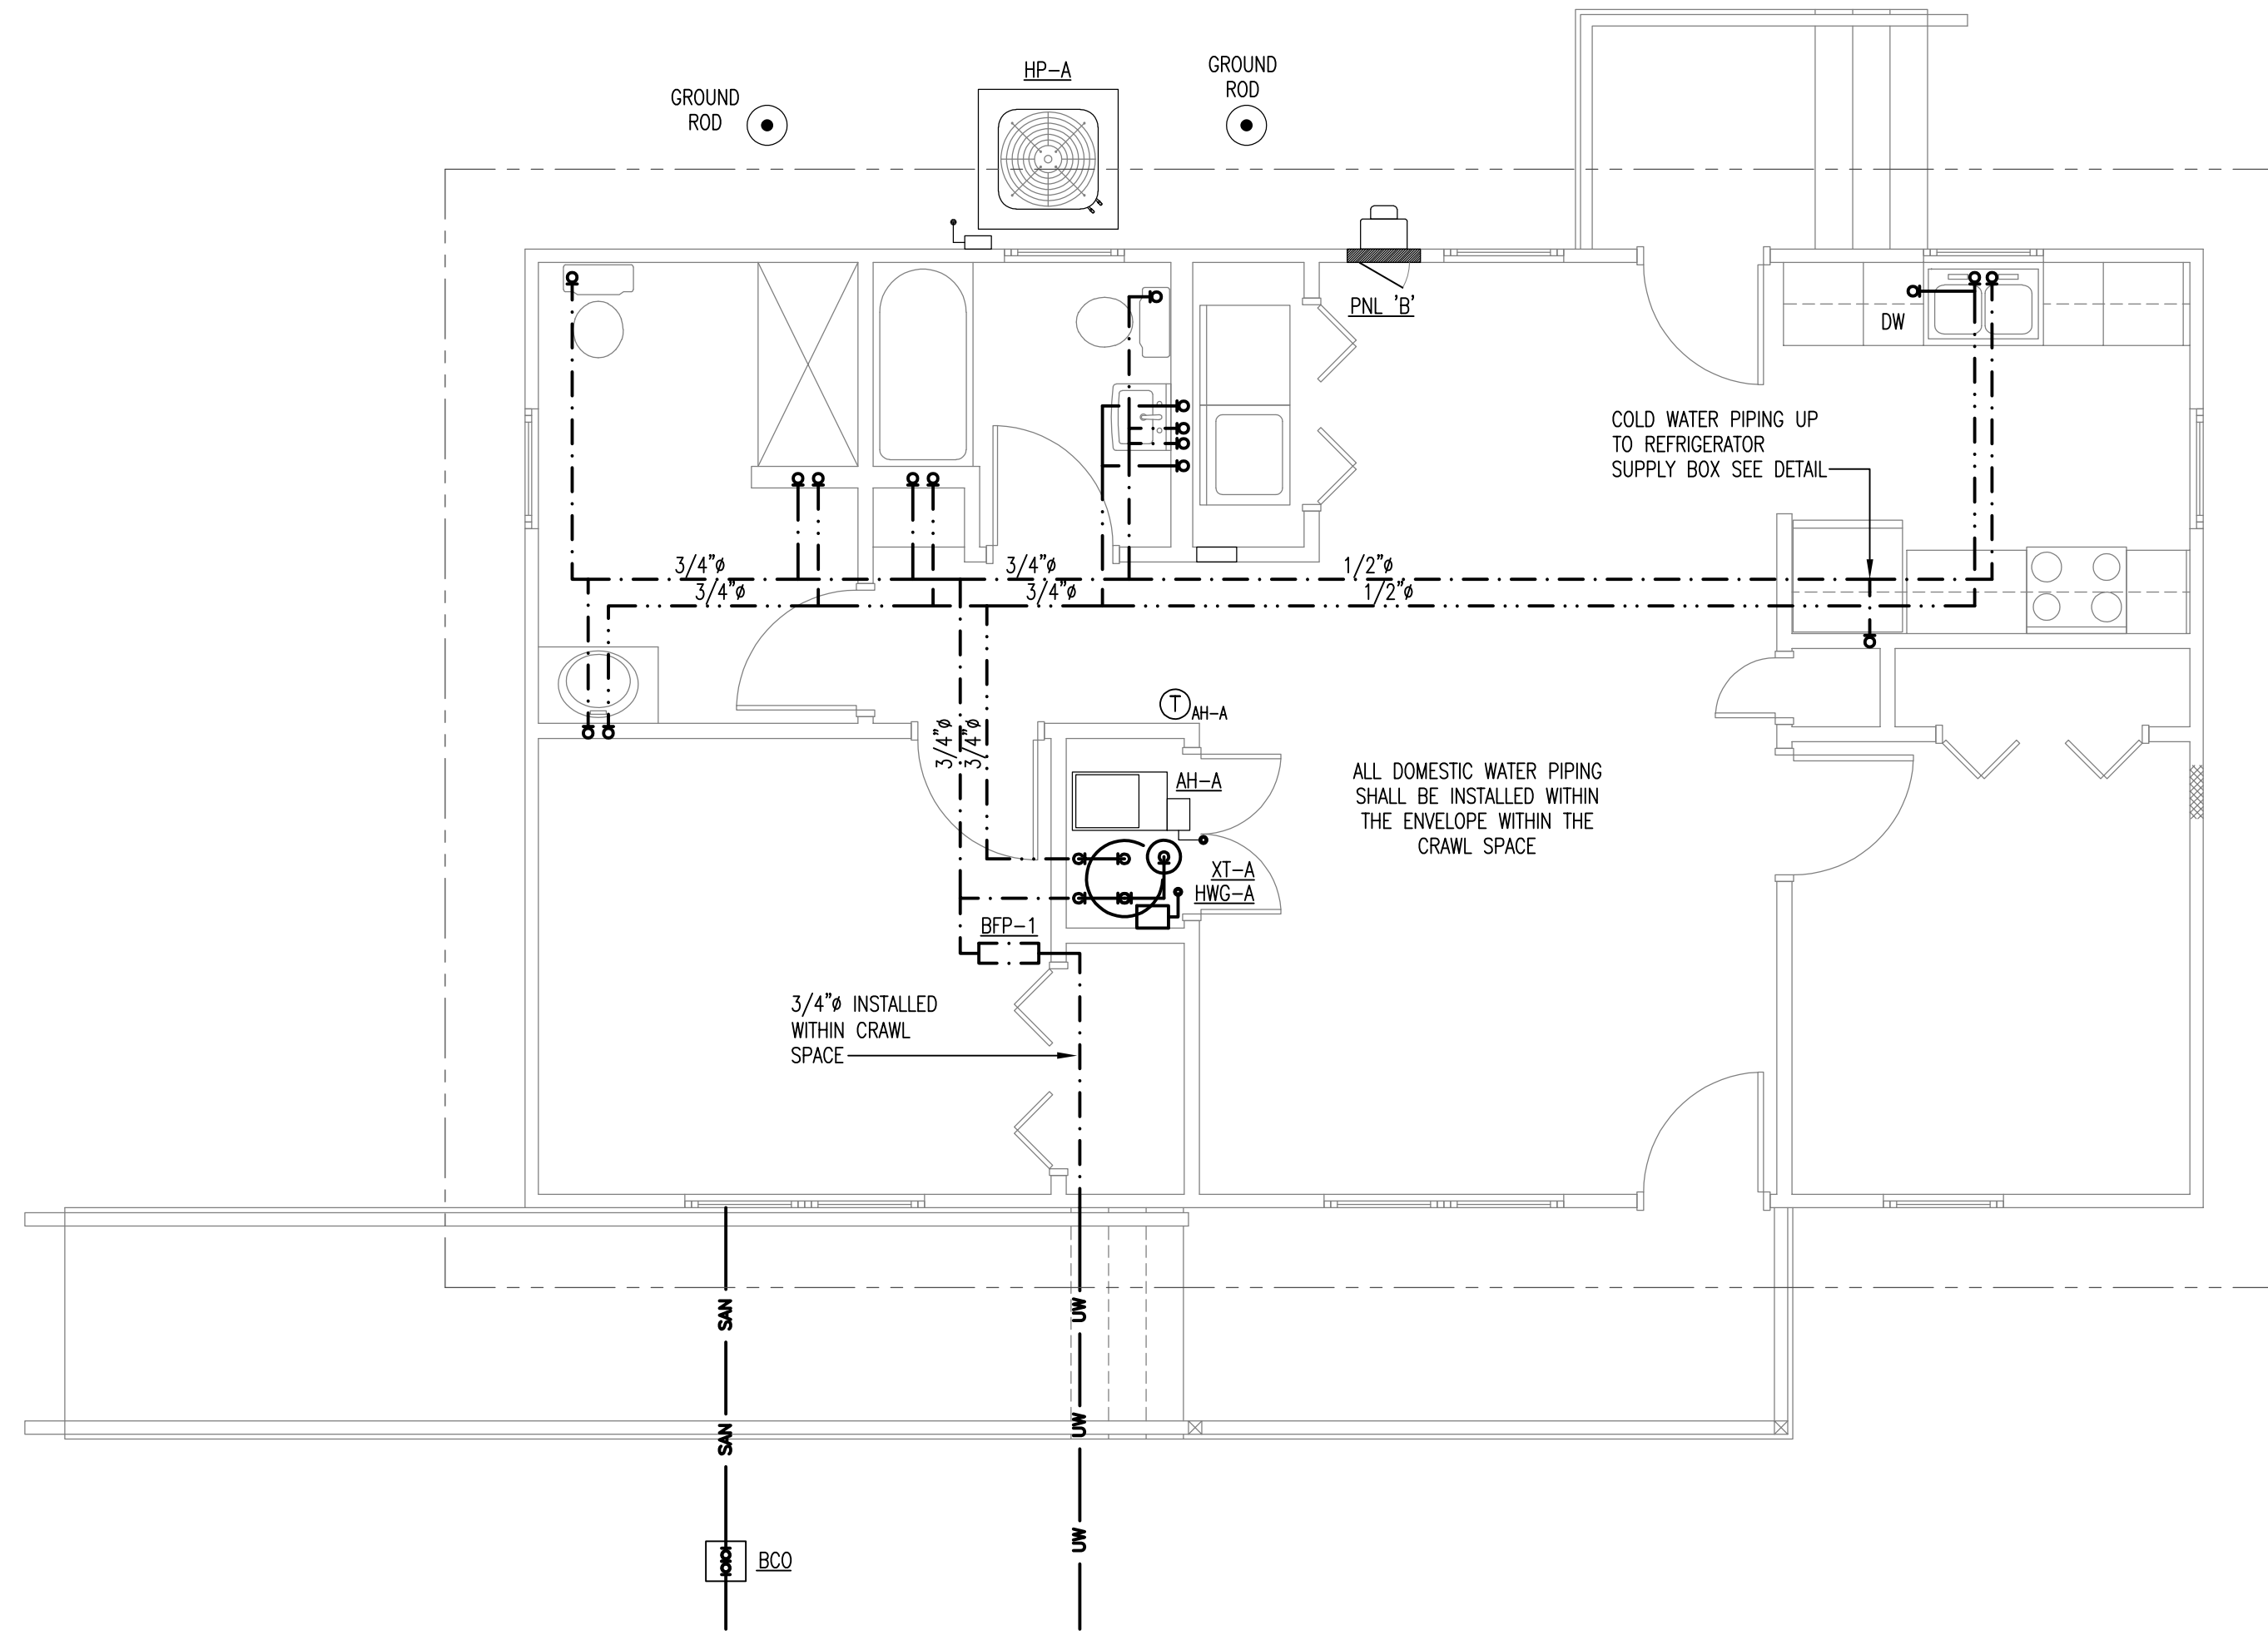 HP-A
GROUND
ROD
GROUND
ROD
PNL 'B'
DW
COLD WATER PIPING UP
TO REFRIGERATOR
SUPPLY BOX SEE DETAIL
3/4"ø
3/4"ø
3/4"ø
3/4"ø
1/2"ø
1/2"ø
3/4"ø
3/4"ø
T
AH-A
AH-A
ALL DOMESTIC WATER PIPING
SHALL BE INSTALLED WITHIN
THE ENVELOPE WITHIN THE
CRAWL SPACE
XT-A
HWG-A
BFP-1
3/4"ø INSTALLED
WITHIN CRAWL
SPACE
SAN
UW
SAN
UW
UW
BCO